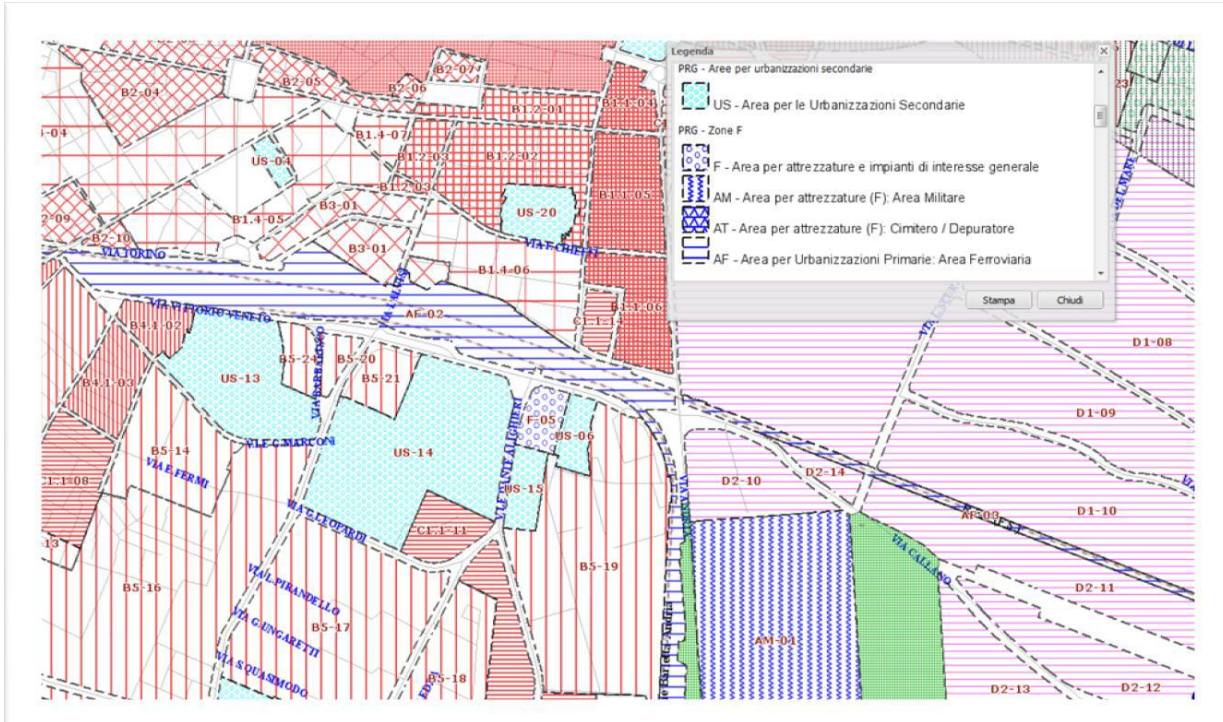 Legenda
PRG - Aree per urbanizzazioni secondarie
US - Area per le Urbanizzazioni Secondarie
PRG - Zone F
F - Area per attrezzature e impianti di interesse generale
AM - Area per attrezzature (F): Area Militare
AT - Area per attrezzature (F): Cimitero / Depuratore
AF - Area per Urbanizzazioni Primarie: Area Ferroviaria
Stampa
Chiudi
B2-04
B2-05
B2-06
B2-07
B1.2-01
B1.4-07
B1.2-03
B1.2-02
US-04
B1.2-03
B1.1-05
B3-01
US-20
B1.4-05
B2-10
VIA TORINO
B3-01
VIA F. CHIETI
B1.4-06
B1.1-06
VIA VITTORIO VENETO
AF-02
B4.1-02
B5-24
B5-20
VIA BARBARISCO
B5-21
US-13
B4.1-03
D1-08
D1-09
F-05
US-06
V.LE G.MARCONI
V.LE DANTE ALIGHIERI
B5-14
VIA E.FERMI
US-14
C1.1-08
US-15
D2-14
D2-10
VIA G.LEOPARDI
C1.1-11
AF-03
D1-10
VIA CALLANO
B5-19
B5-16
VIA L.PIRANDELLO
D2-11
VIA G.UNGARETTI
B5-17
AM-01
VIA S.QUASIMODO
B5-18
D2-13
D2-12